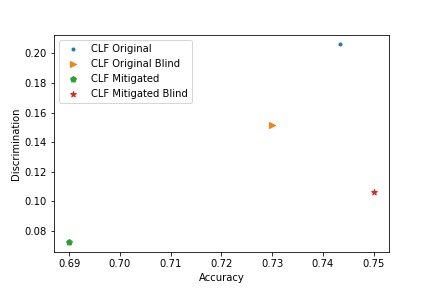 CLF Original
CLF Original Blind
CLF Mitigated
CLF Mitigated Blind
Discrimination
0.20
0.18
0.16
0.14
0.12
0.10
0.08
0.69 0.70 0.71 0.72 0.73 0.74 0.75
Accuracy